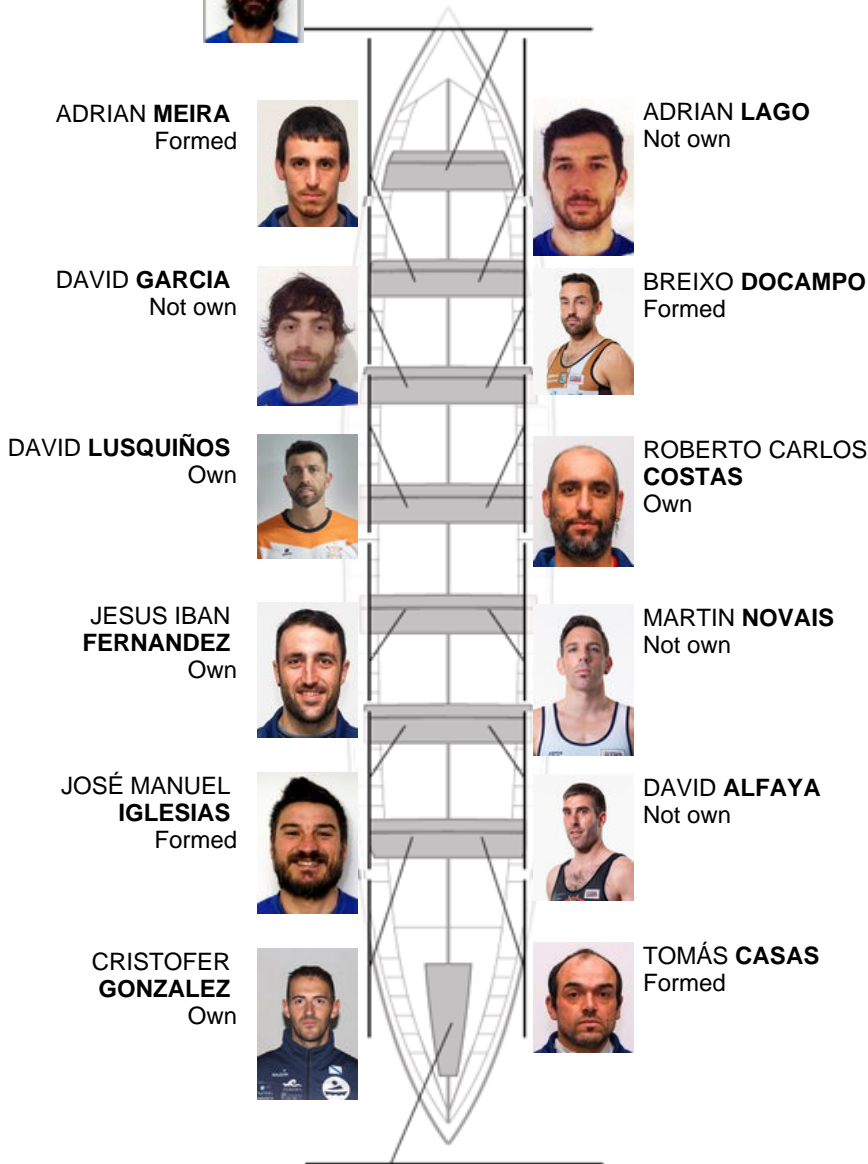 ADRIAN MEIRA
Formed
ADRIAN LAGO
Not own
DAVID GARCIA
Not own
BREIXO DOCAMPO
Formed
DAVID LUSQUIÑOS
Own
ROBERTO CARLOS
COSTAS
Own
JESUS IBAN
FERNANDEZ
Own
MARTIN NOVAIS
Not own
JOSÉ MANUEL
IGLESIAS
Formed
DAVID ALFAYA
Not own
CRISTOFER
GONZALEZ
Own
TOMÁS CASAS
Formed